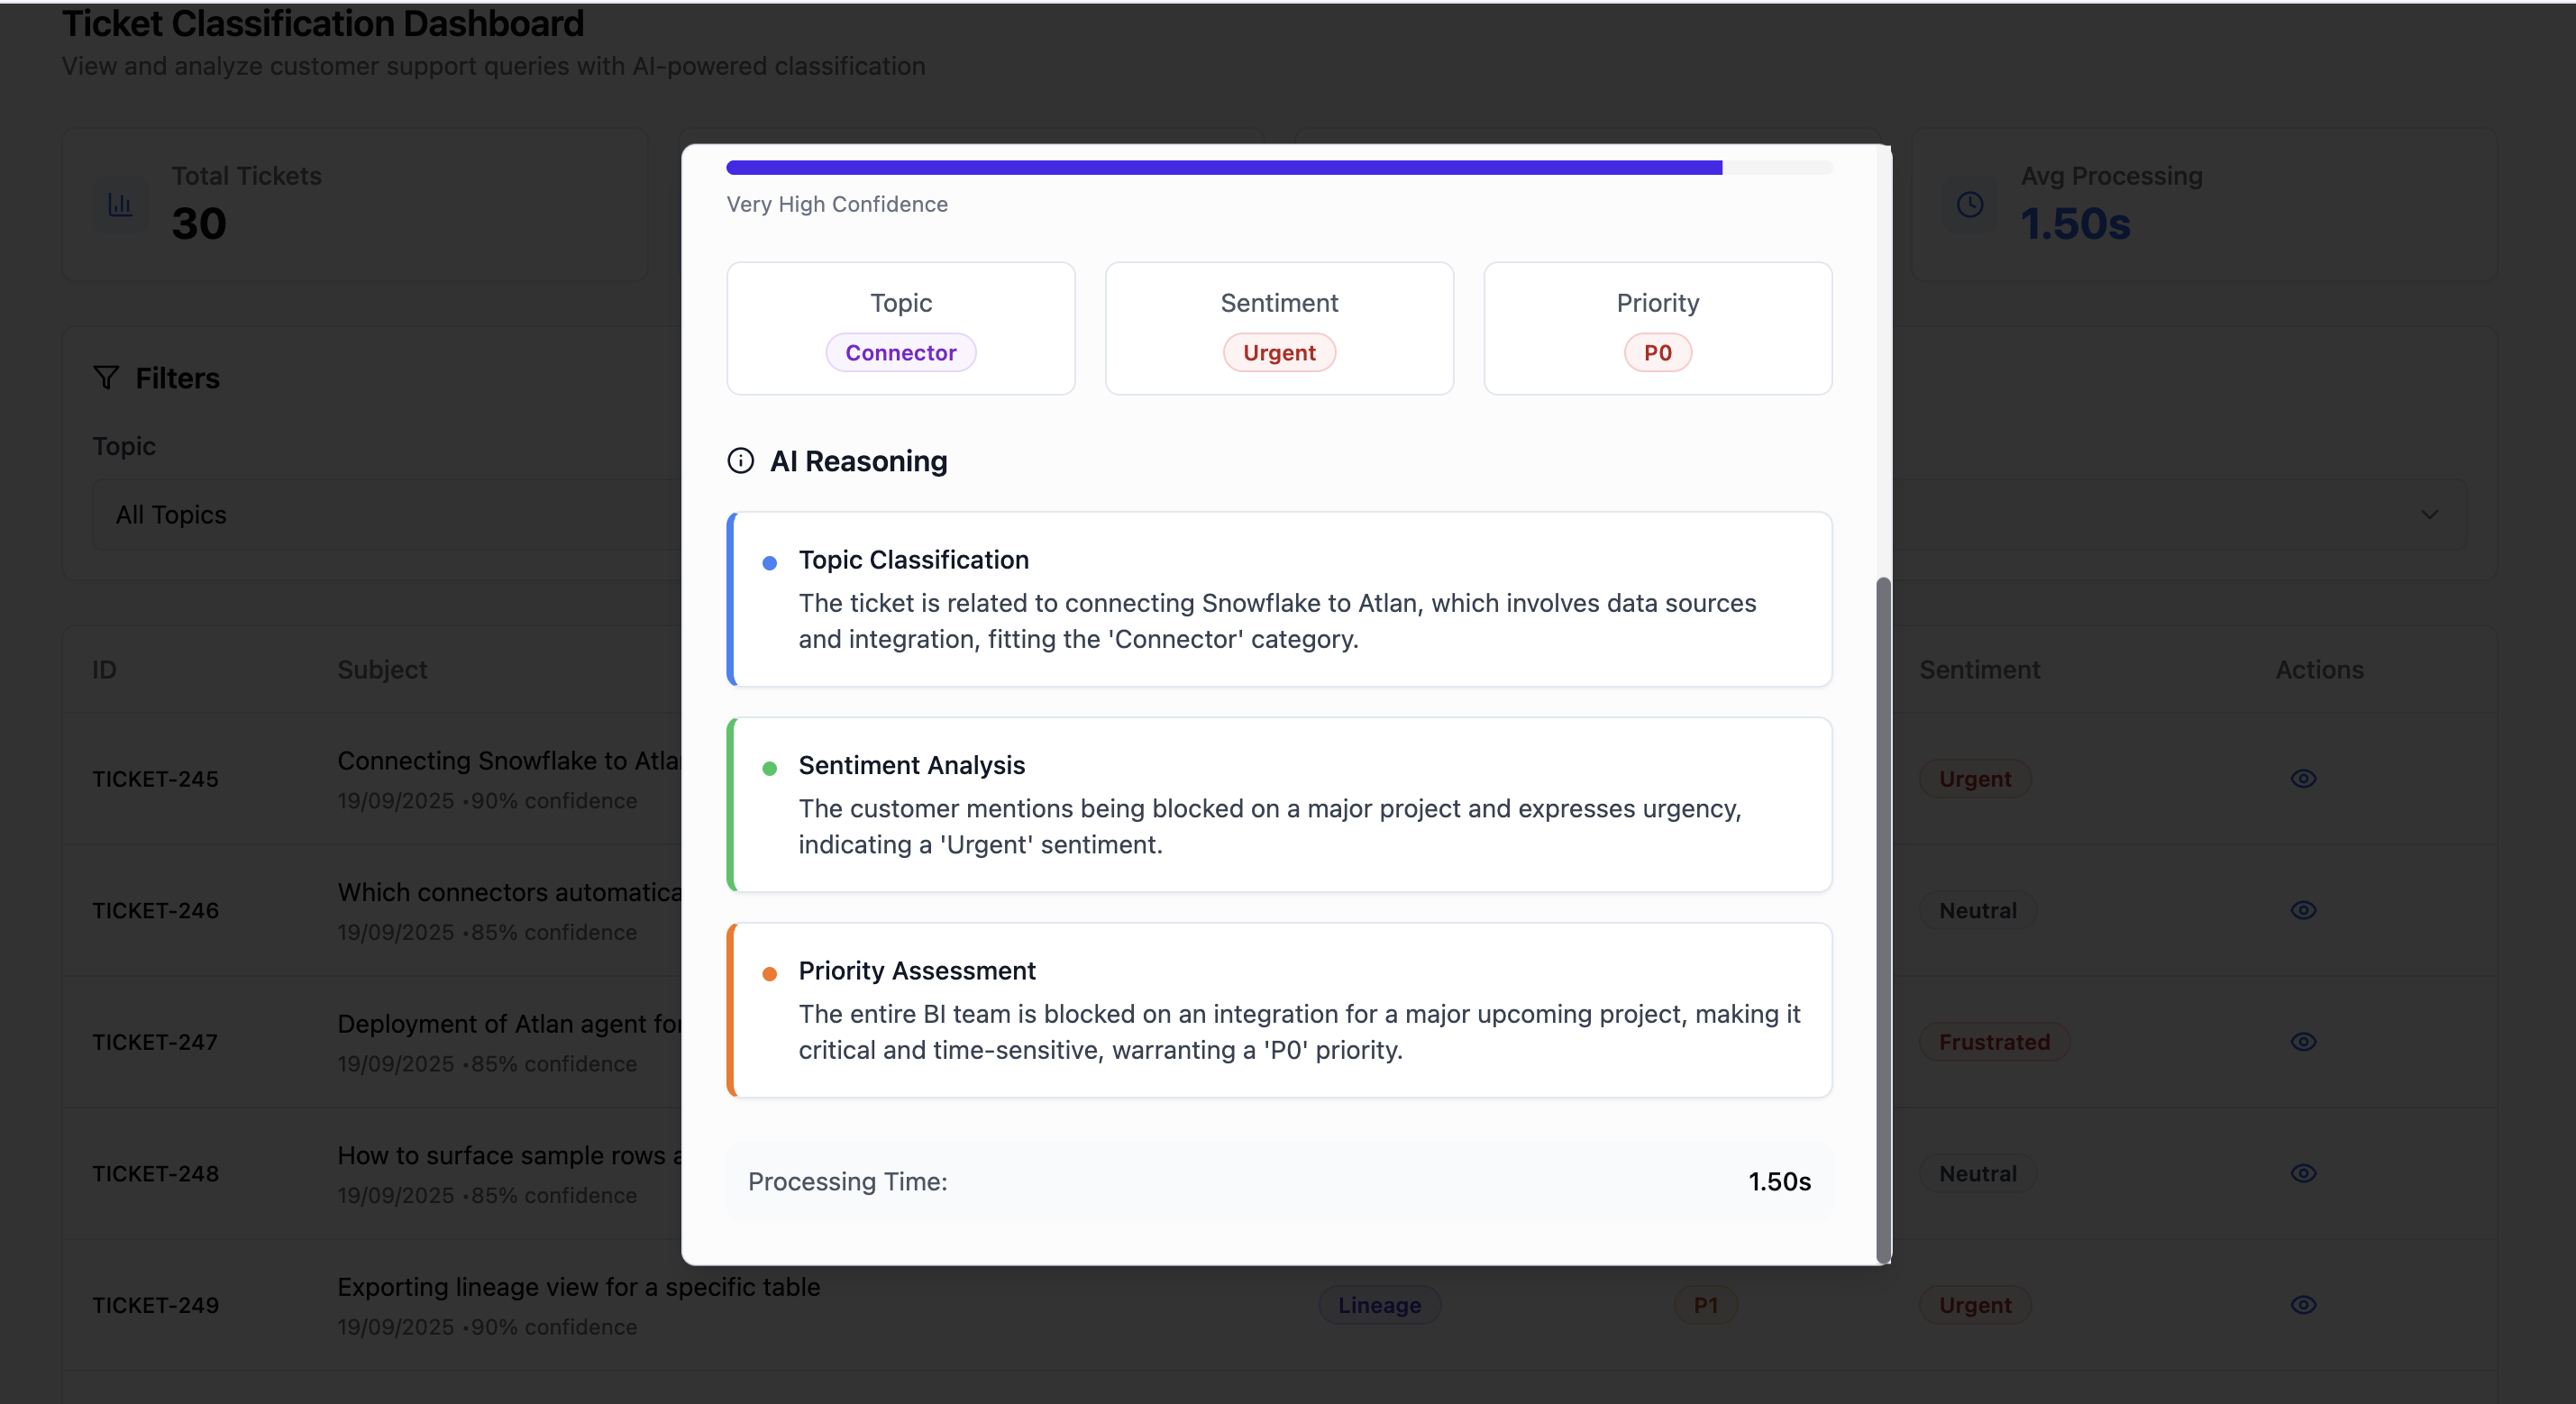 Ticket Classification Dashboard
View and analyze customer support queries with AI-powered classification
Total Tickets
30
Avg Processing
1.50s
Filters
Topic
All Topics
ID
Subject
Sentiment
Actions
TICKET-245
Connecting Snowflake to Atla
19/09/2025 •90% confidence
Urgent
TICKET-246
Which connectors automatica
19/09/2025 •85% confidence
Neutral
TICKET-247
Deployment of Atlan agent for
19/09/2025 •85% confidence
Frustrated
TICKET-248
How to surface sample rows a
19/09/2025 •85% confidence
Neutral
TICKET-249
Exporting lineage view for a specific table
19/09/2025 •90% confidence
Lineage
P1
Urgent
Very High Confidence
Topic
Connector
Sentiment
Urgent
Priority
P0
AI Reasoning
Topic Classification
The ticket is related to connecting Snowflake to Atlan, which involves data sources
and integration, fitting the 'Connector' category.
Sentiment Analysis
The customer mentions being blocked on a major project and expresses urgency,
indicating a 'Urgent' sentiment.
Priority Assessment
The entire BI team is blocked on an integration for a major upcoming project, making it
critical and time-sensitive, warranting a 'P0' priority.
Processing Time:
1.50s